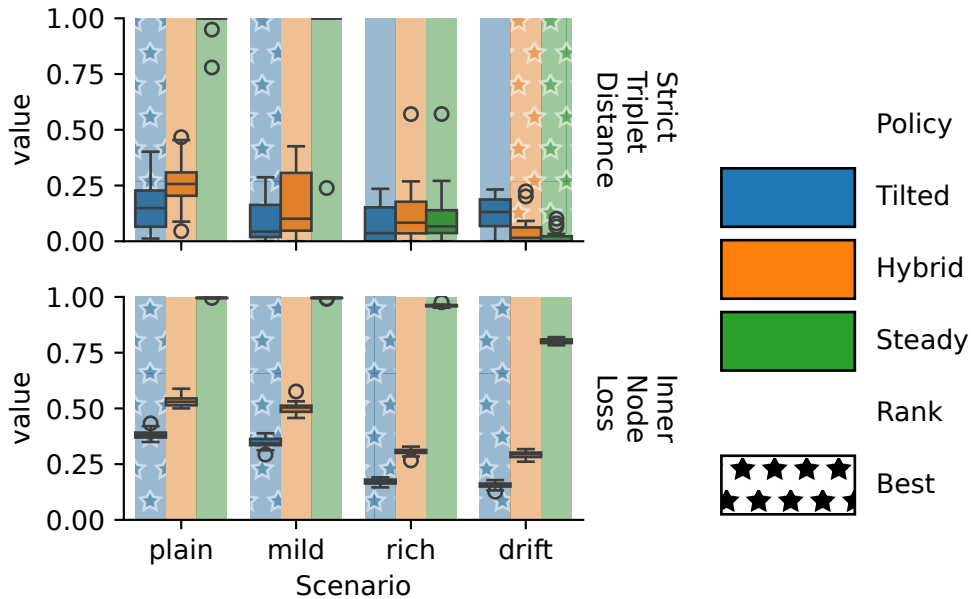 1.00
0.75
0.50
0.25
0.00
value
Strict
Triplet
Distance
1.00
0.75
0.50
0.25
0.00
value
Inner
Node
Loss
plain
mild
rich
drift
Scenario
Policy
Tilted
Hybrid
Steady
Rank
Best